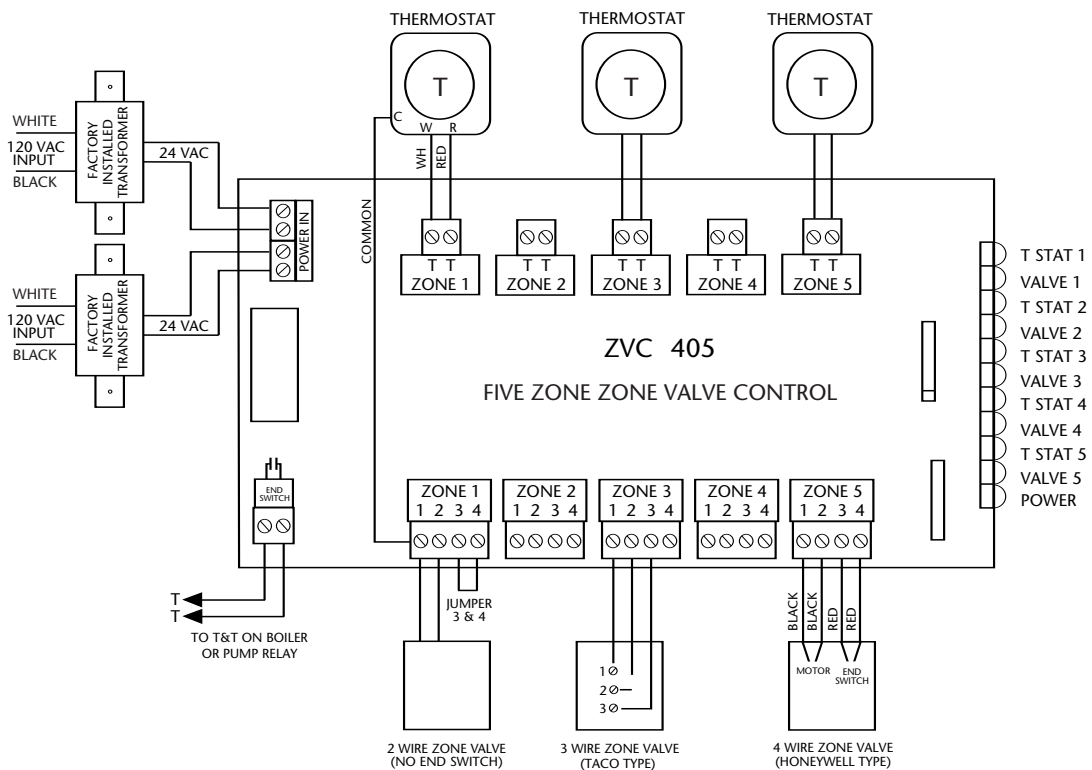 THERMOSTAT THERMOSTAT THERMOSTAT
T T T
C
W R
WH
RED
COMMON
WHITE
120 VAC
INPUT
BLACK
FACTORY
INSTALLED
TRANSFORMER
24 VAC
WHITE
120 VAC
INPUT
BLACK
FACTORY
INSTALLED
TRANSFORMER
24 VAC
POWER IN
T T T T T T T T T T
ZONE 1 ZONE 2 ZONE 3 ZONE 4 ZONE 5
ZVC 405
FIVE ZONE ZONE VALVE CONTROL
T STAT 1
VALVE 1
T STAT 2
VALVE 2
T STAT 3
VALVE 3
T STAT 4
VALVE 4
T STAT 5
VALVE 5
POWER
END
SWITCH
T
T
TO T&T ON BOILER
OR PUMP RELAY
ZONE 1 ZONE 2 ZONE 3 ZONE 4 ZONE 5
1 2 3 4 1 2 3 4 1 2 3 4 1 2 3 4 1 2 3 4
JUMPER
3 & 4
2 WIRE ZONE VALVE
(NO END SWITCH)
1
2
3
3 WIRE ZONE VALVE
(TACO TYPE)
BLACK
BLACK
RED
RED
MOTOR
END
SWITCH
4 WIRE ZONE VALVE
(HONEYWELL TYPE)